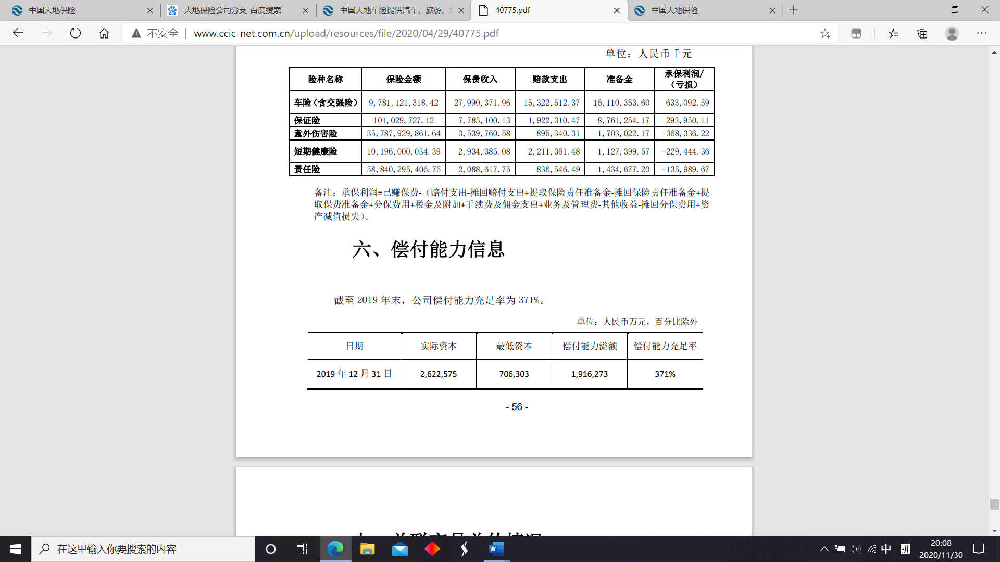 中国大地保险
大地保险公司分支_百度搜索
中国大地车险提供汽车、旅游、
40775.pdf
中国大地保险
不安全
www.ccic-net.com.cn/upload/resources/file/2020/04/29/40775.pdf
单位：人民币千元
险种名称 保险金额 保费收入 赔款支出 准备金 承保利润/（亏损）
车险（含交强险） 9,781,121,318.42 27,990,371.96 15,322,512.37 16,110,353.60 633,092.59
保证险 101,029,727.12 7,785,100.13 1,922,310.47 8,761,254.17 293,950.11
意外伤害险 35,787,929,861.64 3,539,760.58 895,340.31 1,703,022.17 -368,336.22
短期健康险 10,196,000,034.39 2,934,385.08 2,211,361.48 1,127,399.57 -229,444.36
责任险 58,840,295,406.75 2,088,617.75 836,546.49 1,434,677.20 -135,989.67
备注：承保利润=已赚保费-（赔付支出-摊回赔付支出+提取保险责任准备金-摊回保险责任准备金+提
取保费准备金+分保费用+税金及附加+手续费及佣金支出+业务及管理费-其他收益-摊回分保费用+资
产减值损失）。
六、偿付能力信息
截至 2019 年末，公司偿付能力充足率为 371%。
单位：人民币万元，百分比除外
日期 实际资本 最低资本 偿付能力溢额 偿付能力充足率
2019 年 12 月 31 日 2,622,575 706,303 1,916,273 371%
- 56 -
在这里输入你要搜索的内容
中
拼
20:08
2020/11/30